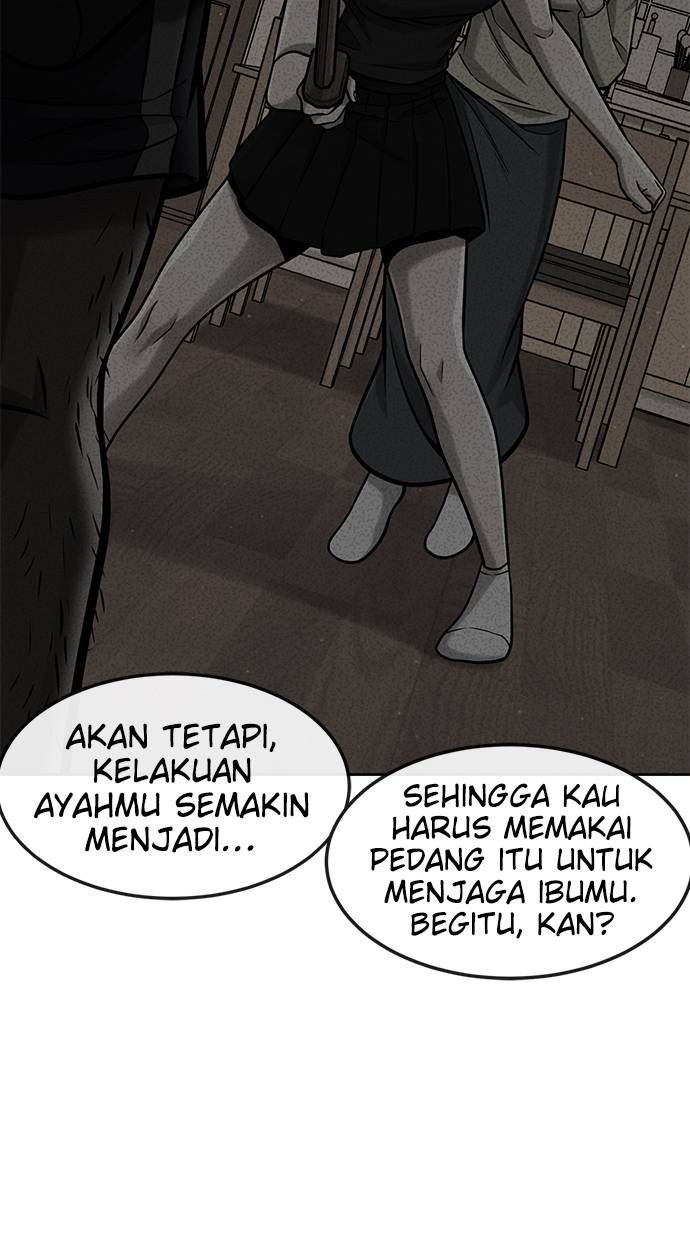 AKAN TETAPI,
KELAKUAN
AYAHMU SEMAKIN
MENJADI...
SEHINGGA KAU
HARUS MEMAKAI
PEDANG ITU UNTUK
MENJAGA IBUMU.
BEGITU, KAN?